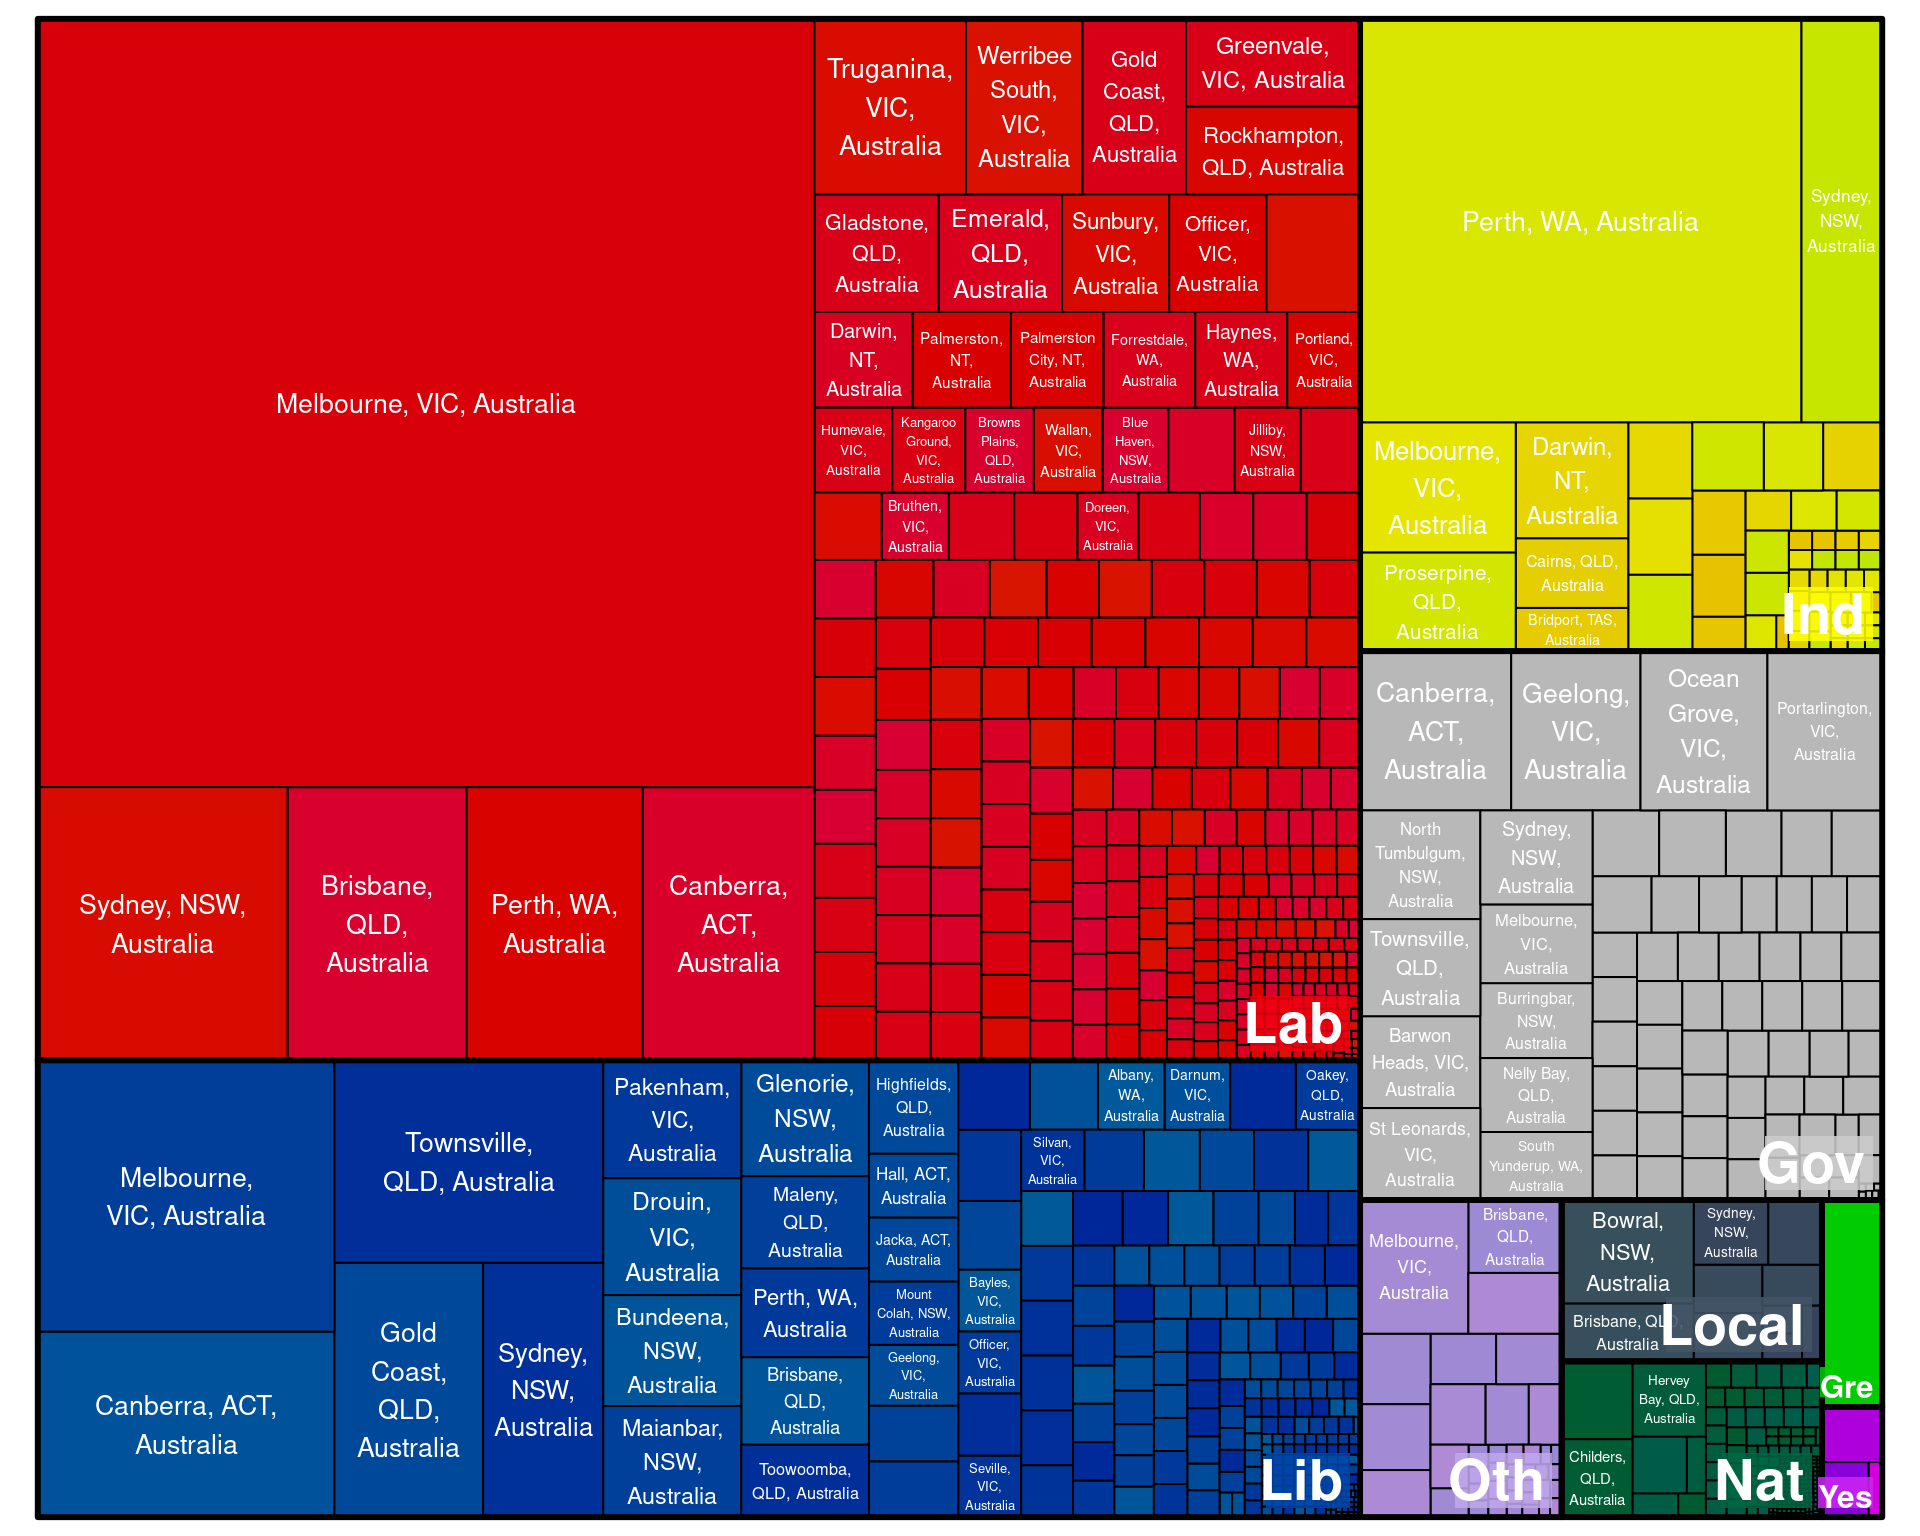 Melbourne, VIC, Australia
Sydney, NSW,
Australia
Brisbane,
QLD,
Australia
Perth, WA,
Australia
Canberra,
ACT,
Australia
Truganina,
VIC,
Australia
Werribee
South,
VIC,
Australia
Gold
Coast,
QLD,
Australia
Greenvale,
VIC, Australia
Rockhampton,
QLD, Australia
Gladstone,
QLD,
Australia
Emerald,
QLD,
Australia
Sunbury,
VIC,
Australia
Officer,
VIC,
Australia
Darwin,
NT,
Australia
Palmerston,
NT,
Australia
Palmerston
City, NT,
Australia
Forrestdale,
WA,
Australia
Haynes,
WA,
Australia
Portland,
VIC,
Australia
Humevale,
VIC,
Australia
Kangaroo
Ground,
VIC,
Australia
Browns
Plains,
QLD,
Australia
Wallan,
VIC,
Australia
Blue
Haven,
NSW,
Australia
Jilliby,
NSW,
Australia
Bruthen,
VIC,
Australia
Doreen,
VIC,
Australia
Lab
Melbourne,
VIC, Australia
Canberra, ACT,
Australia
Townsville,
QLD, Australia
Gold
Coast,
QLD,
Australia
Sydney,
NSW,
Australia
Pakenham,
VIC,
Australia
Drouin,
VIC,
Australia
Bundeena,
NSW,
Australia
Maianbar,
NSW,
Australia
Glenorie,
NSW,
Australia
Maleny,
QLD,
Australia
Perth, WA,
Australia
Brisbane,
QLD,
Australia
Toowoomba,
QLD, Australia
Highfields,
QLD,
Australia
Hall, ACT,
Australia
Jacka, ACT,
Australia
Mount
Colah, NSW,
Australia
Geelong,
VIC,
Australia
Albany,
WA,
Australia
Darnum,
VIC,
Australia
Oakey,
QLD,
Australia
Silvan,
VIC,
Australia
Bayles,
VIC,
Australia
Officer,
VIC,
Australia
Seville,
VIC,
Australia
Lib
Perth, WA, Australia
Sydney,
NSW,
Australia
Melbourne,
VIC,
Australia
Proserpine,
QLD,
Australia
Darwin,
NT,
Australia
Cairns, QLD,
Australia
Bridport, TAS,
Australia
Ind
Canberra,
ACT,
Australia
Geelong,
VIC,
Australia
Ocean
Grove,
VIC,
Australia
Portarlington,
VIC,
Australia
North
Tumbulgum,
NSW,
Australia
Townsville,
QLD,
Australia
Barwon
Heads, VIC,
Australia
St Leonards,
VIC,
Australia
Sydney,
NSW,
Australia
Melbourne,
VIC,
Australia
Burringbar,
NSW,
Australia
Nelly Bay,
QLD,
Australia
South
Yunderup, WA,
Australia
Gov
Melbourne,
VIC,
Australia
Brisbane,
QLD,
Australia
Oth
Bowral,
NSW,
Australia
Sydney,
NSW,
Australia
Brisbane, QLD,
Australia
Local
Hervey
Bay, QLD,
Australia
Childers,
QLD,
Australia
Nat
Gre
Yes